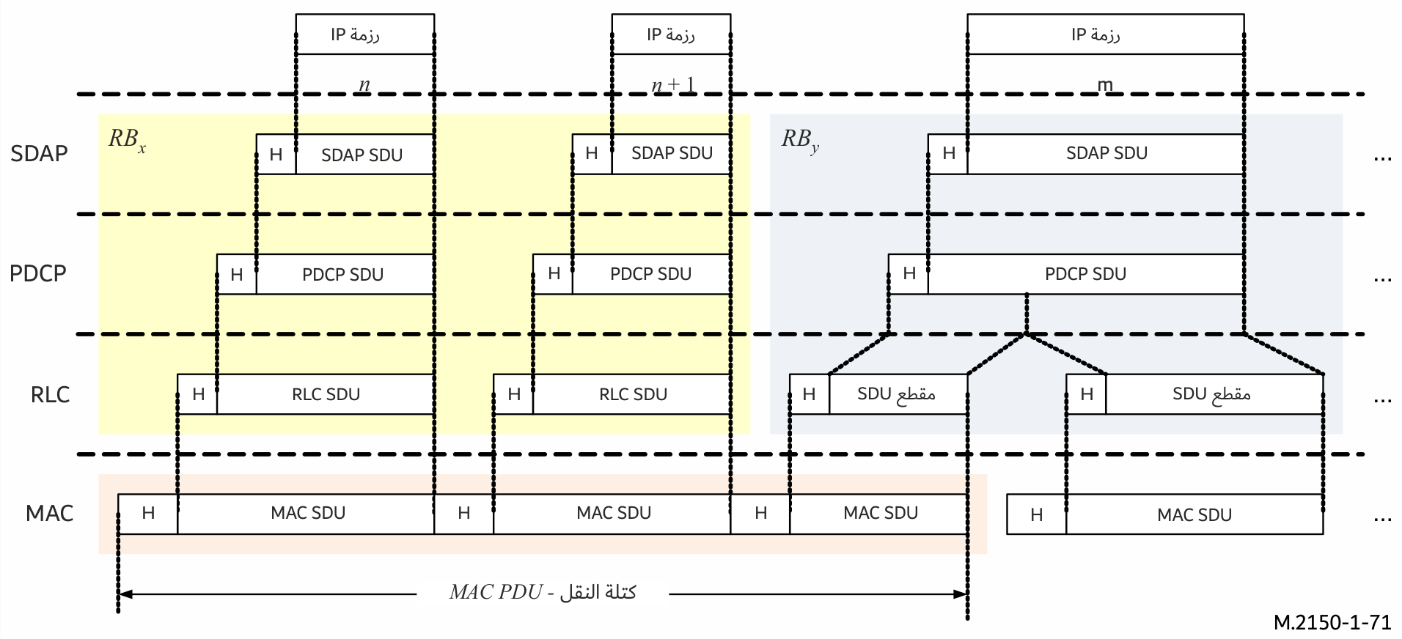 رزمة IP رزمة IP رزمة IP
n n + 1 m
RBx RBy
SDAP H SDAP SDU H SDAP SDU H SDAP SDU ...
PDCP H PDCP SDU H PDCP SDU H PDCP SDU ...
RLC H RLC SDU H RLC SDU H مقطع SDU H مقطع SDU ...
MAC H MAC SDU H MAC SDU H MAC SDU H MAC SDU ...
كتلة النقل - MAC PDU
M.2150-1-71